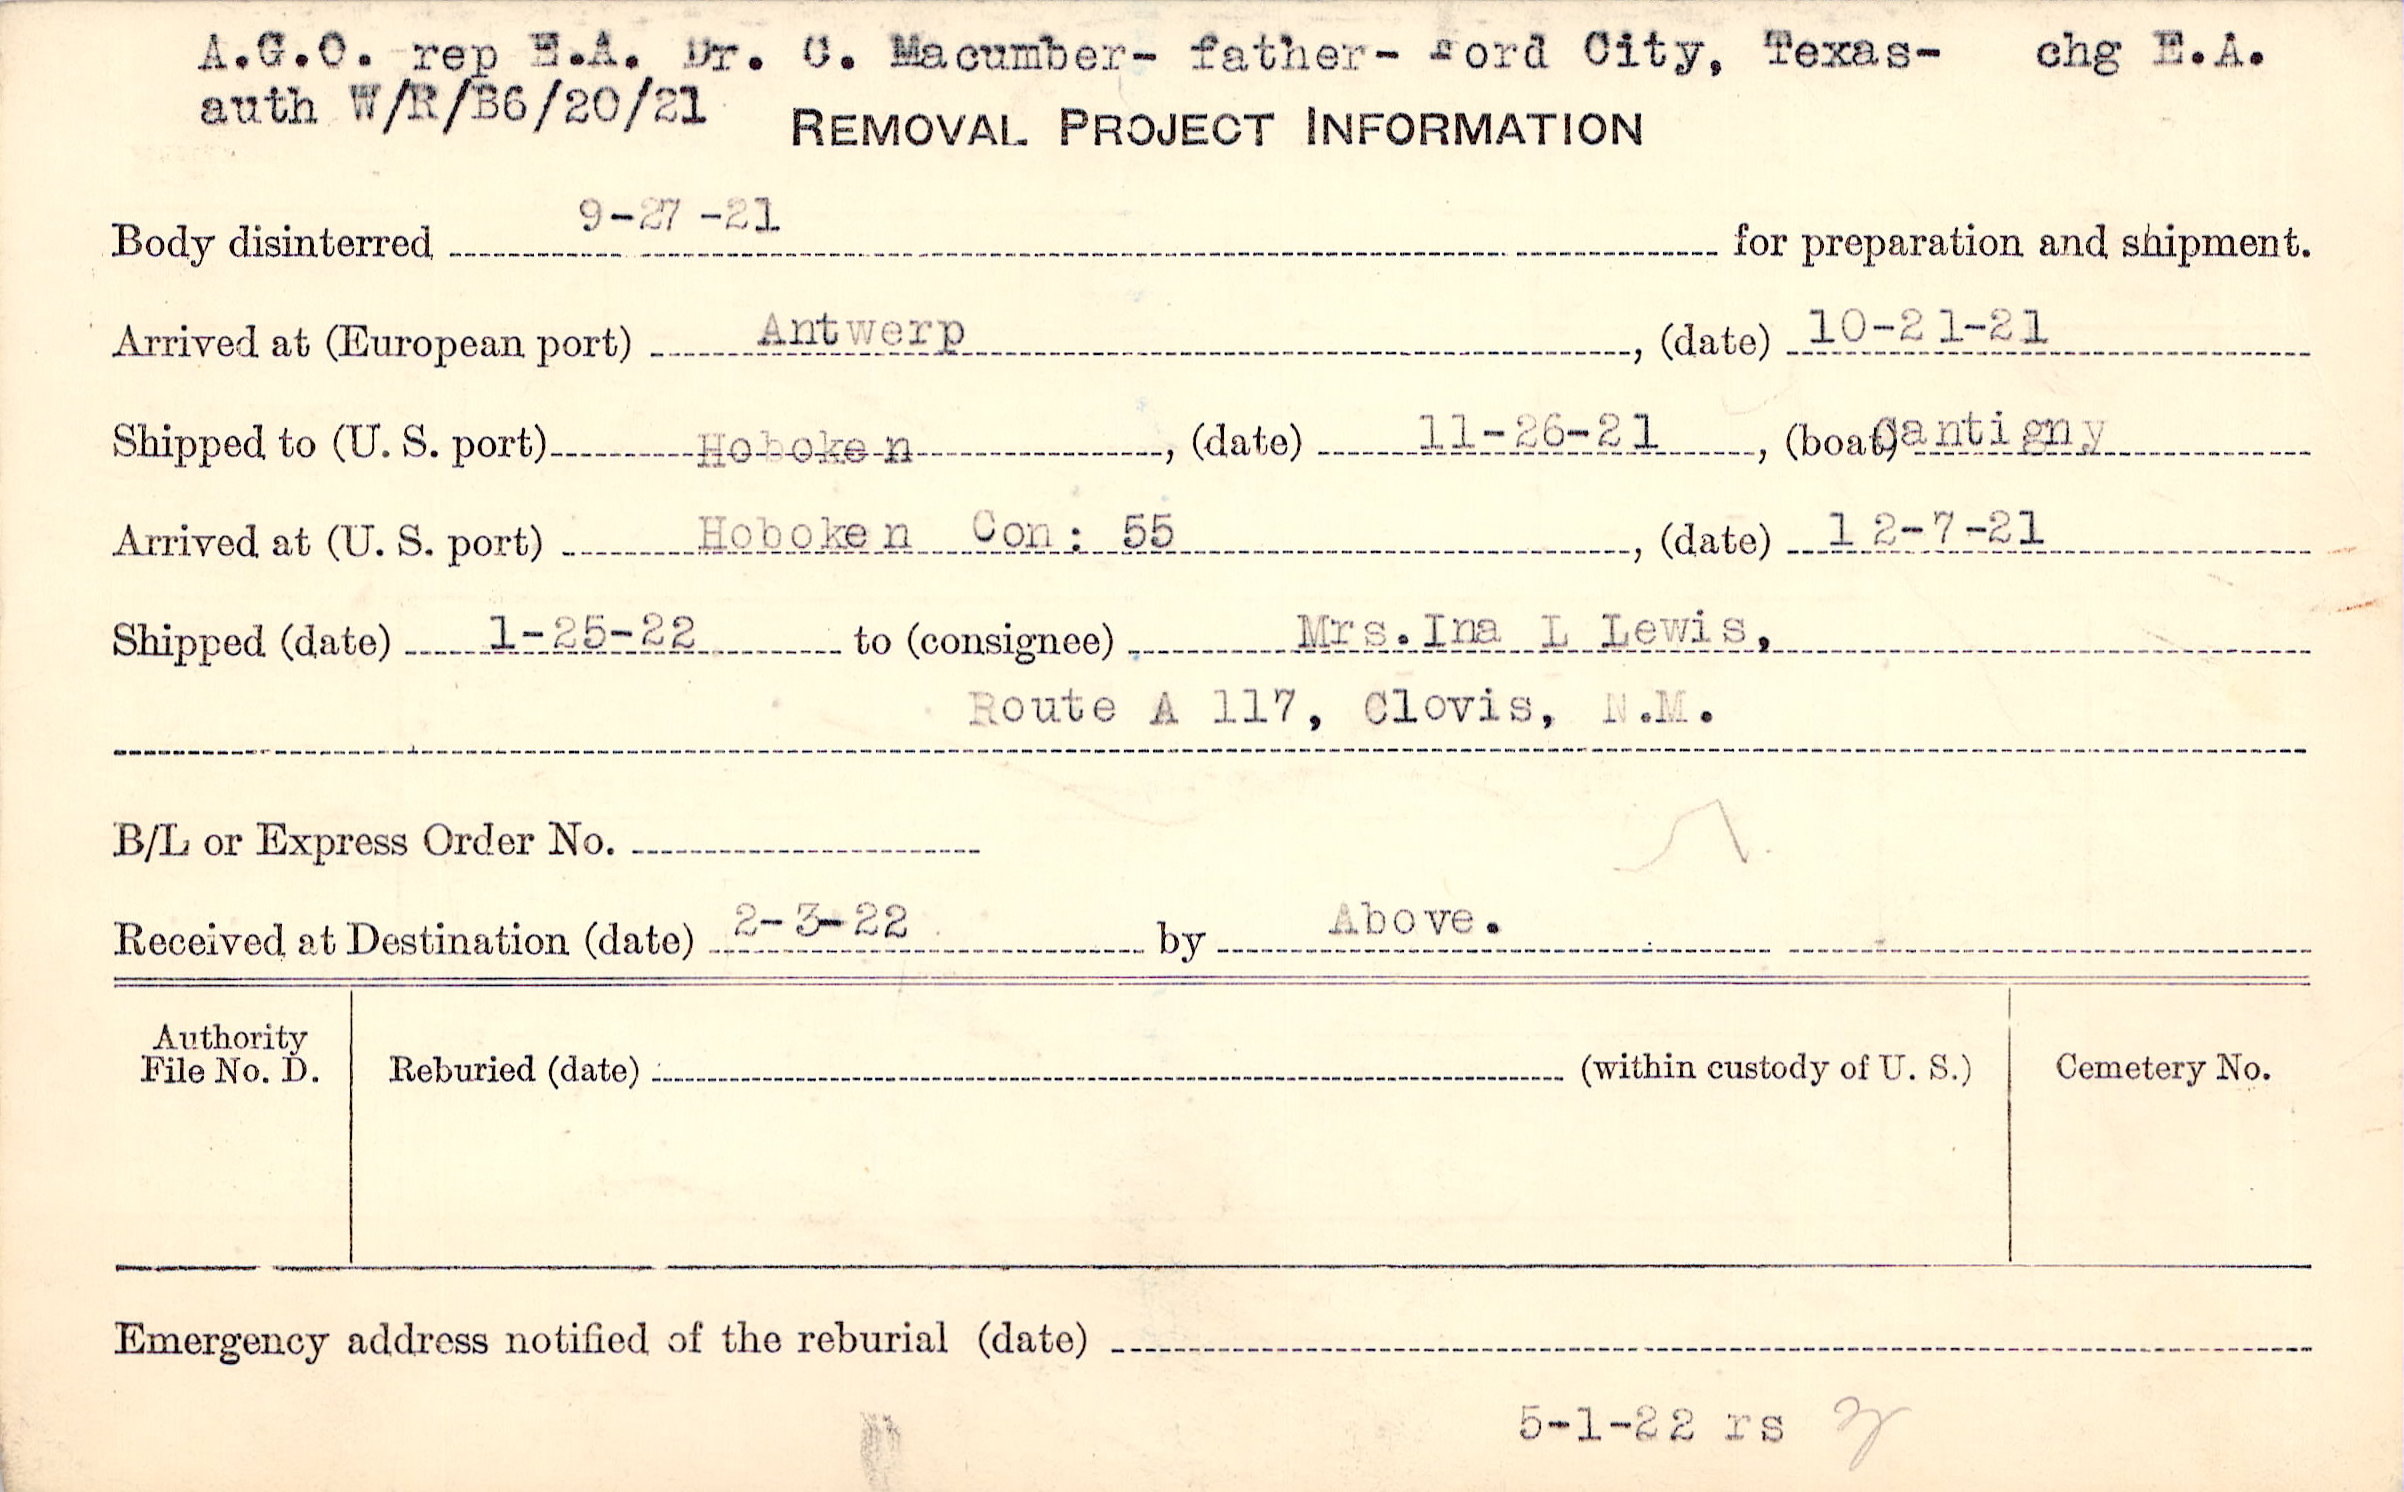 A.G.O. rep E.A. Dr. C. Macumber- father- Ford City, Texas- chg E.A.
auth W/R/B6/20/21
REMOVAL PROJECT INFORMATION
Body disinterred 9-27-21 for preparation and shipment.
Arrived at (European port) Antwerp, (date) 10-21-21
Shipped to (U. S. port) Hoboken, (date) 11-26-21, (boat) Cantigny
Arrived at (U. S. port) Hoboken Con: 55, (date) 12-7-21
Shipped (date) 1-25-22 to (consignee) Mrs. Ina L Lewis,
Route A 117, Clovis, N.M.
B/L or Express Order No.
Received at Destination (date) 2-3-22 by Above.
Authority
File No. D.
Reburied (date) (within custody of U. S.)
Cemetery No.
Emergency address notified of the reburial (date)
5-1-22 rs